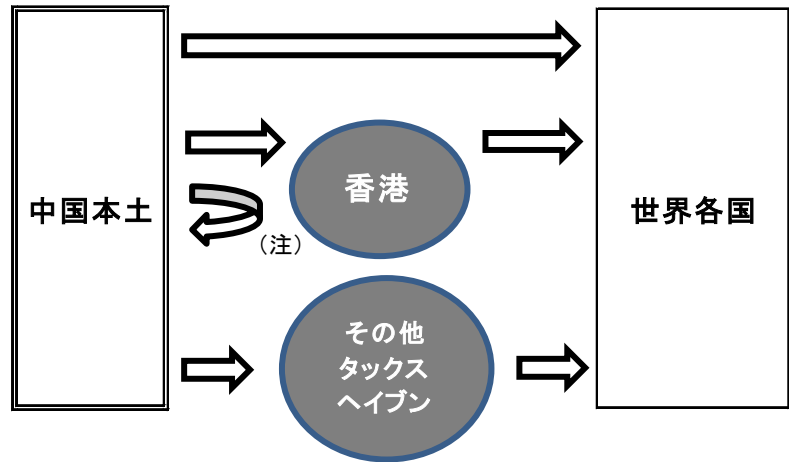 中国本土
香港
(注)
その他
タックス
ヘイブン
世界各国